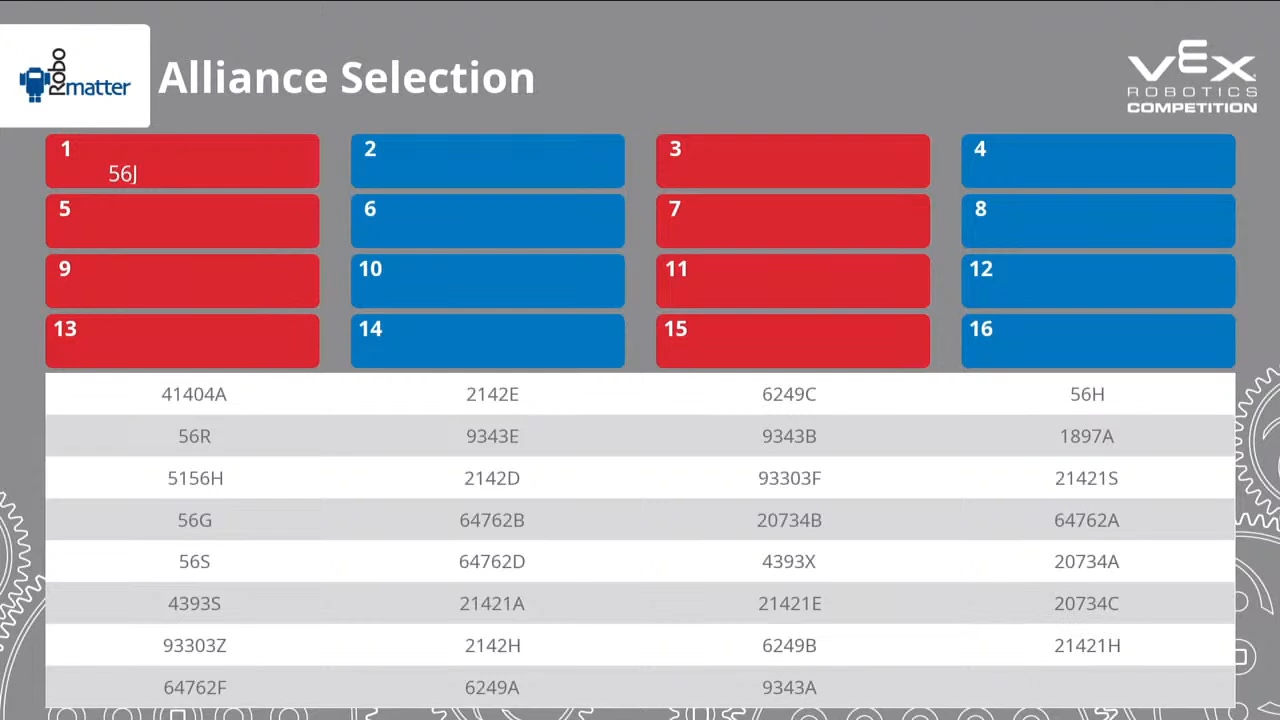 Robo
matter
Alliance Selection
VEX
ROBOTICS
COMPETITION
1 2 3 4
56J
5 6 7 8
9 10 11 12
13 14 15 16
41404A 2142E 6249C 56H
56R 9343E 9343B 1897A
5156H 2142D 93303F 21421S
56G 64762B 20734B 64762A
56S 64762D 4393X 20734A
4393S 21421A 21421E 20734C
93303Z 2142H 6249B 21421H
64762F 6249A 9343A